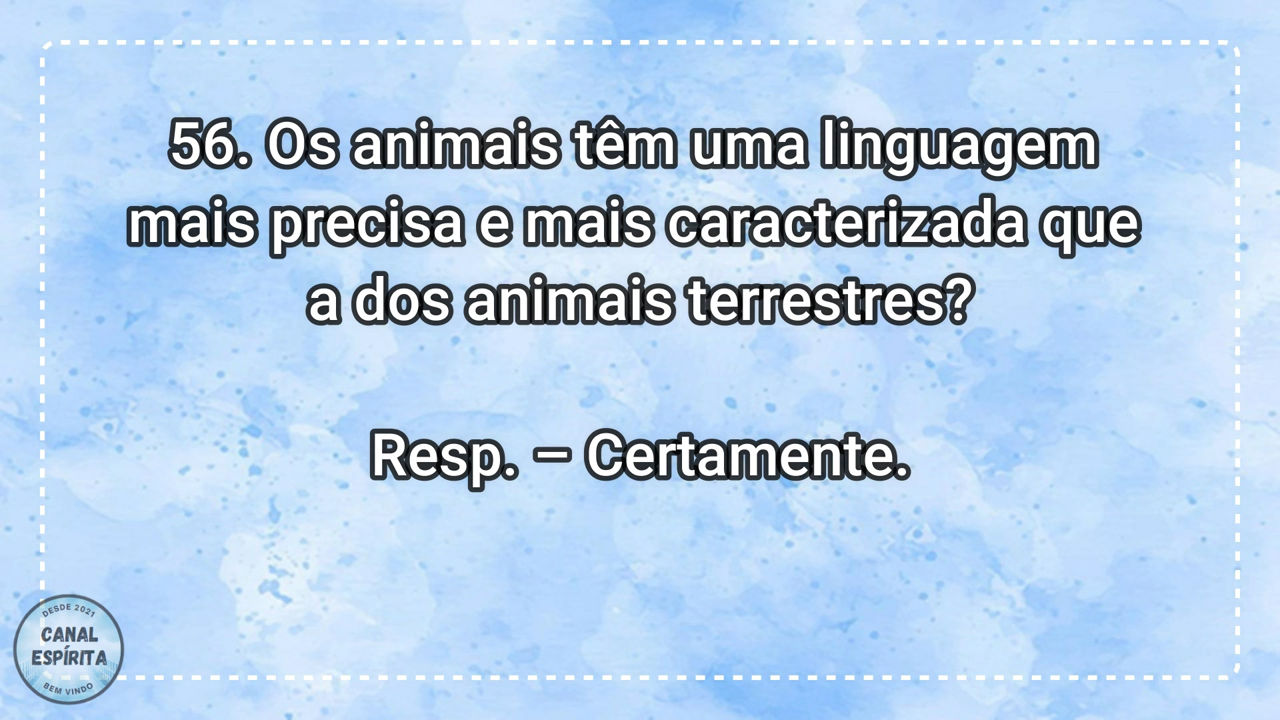 56. Os animais têm uma linguagem
mais precisa e mais caracterizada que
a dos animais terrestres?
Resp. – Certamente.
DESDE 2021
CANAL
ESPÍRITA
BEM VINDO